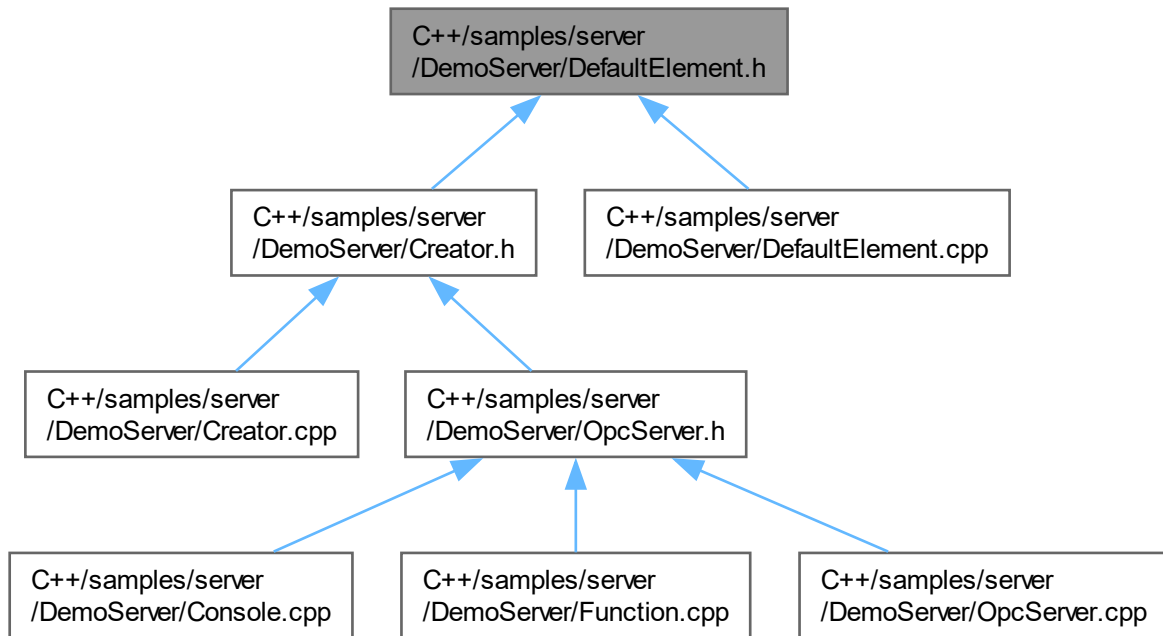 C++/samples/server
/DemoServer/DefaultElement.h
C++/samples/server
/DemoServer/Creator.h
C++/samples/server
/DemoServer/DefaultElement.cpp
C++/samples/server
/DemoServer/Creator.cpp
C++/samples/server
/DemoServer/OpcServer.h
C++/samples/server
/DemoServer/Console.cpp
C++/samples/server
/DemoServer/Function.cpp
C++/samples/server
/DemoServer/OpcServer.cpp